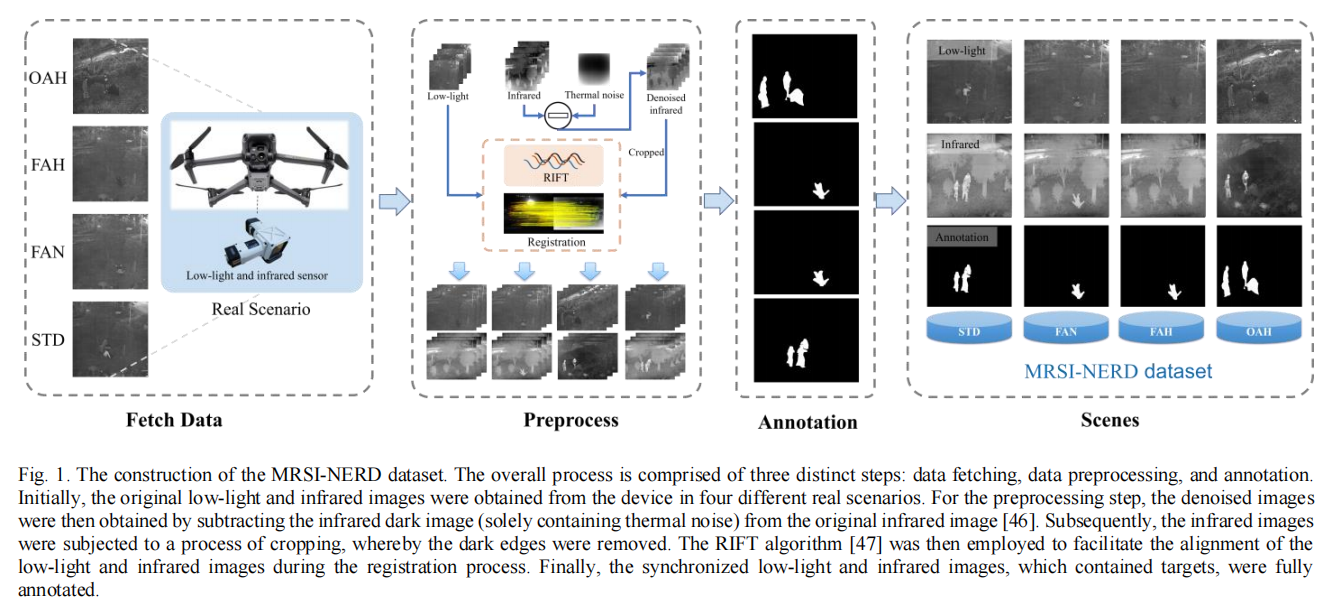 OAH
FAH
FAN
STD
Low-light and infrared sensor
Real Scenario
Fetch Data
Low-light
Infrared
Thermal noise
Denoised
infrared
Cropped
RIFT
Registration
Preprocess
Annotation
Low-light
Infrared
Annotation
STD
FAN
FAH
OAH
MRSI-NERD dataset
Scenes
Fig. 1. The construction of the MRSI-NERD dataset. The overall process is comprised of three distinct steps: data fetching, data preprocessing, and annotation.
Initially, the original low-light and infrared images were obtained from the device in four different real scenarios. For the preprocessing step, the denoised images
were then obtained by subtracting the infrared dark image (solely containing thermal noise) from the original infrared image [46]. Subsequently, the infrared images
were subjected to a process of cropping, whereby the dark edges were removed. The RIFT algorithm [47] was then employed to facilitate the alignment of the
low-light and infrared images during the registration process. Finally, the synchronized low-light and infrared images, which contained targets, were fully
annotated.